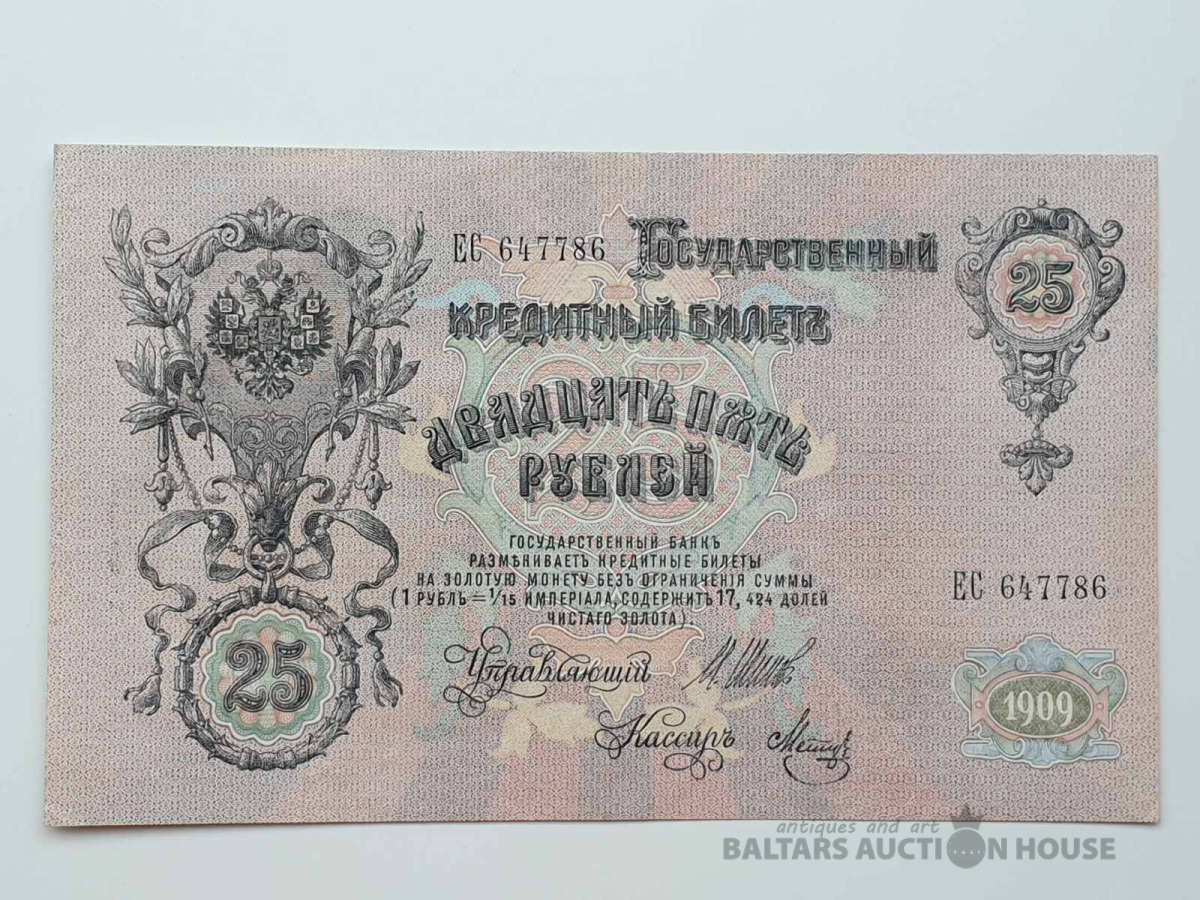 ЕС 647786 Государственный
Кредитный Билетъ
25
Двадцать Пять
Рублей
25
ГОСУДАРСТВЕННЫЙ БАНКЪ
РАЗМѢНИВАЕТЪ КРЕДИТНЫЕ БИЛЕТЫ
НА ЗОЛОТУЮ МОНЕТУ БЕЗЪ ОГРАНИЧЕНІЯ СУММЫ
(1 РУБЛЬ = 1/15 ИМПЕРІАЛА, СОДЕРЖИТЪ 17, 424 ДОЛЕЙ
ЧИСТАГО ЗОЛОТА).
ЕС 647786
Управляющій
25
Кассиръ
1909
antiques and art
BALTARS AUCTION HOUSE